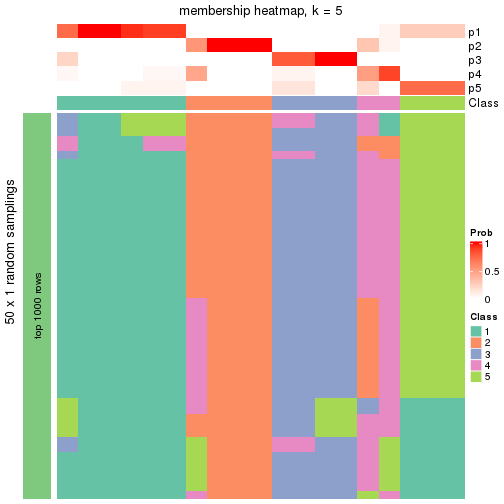 membership heatmap, k = 5
p1
p2
p3
p4
p5
Class
50 x 1 random samplings
top 1000 rows
Prob
1
0.5
0
Class
1
2
3
4
5